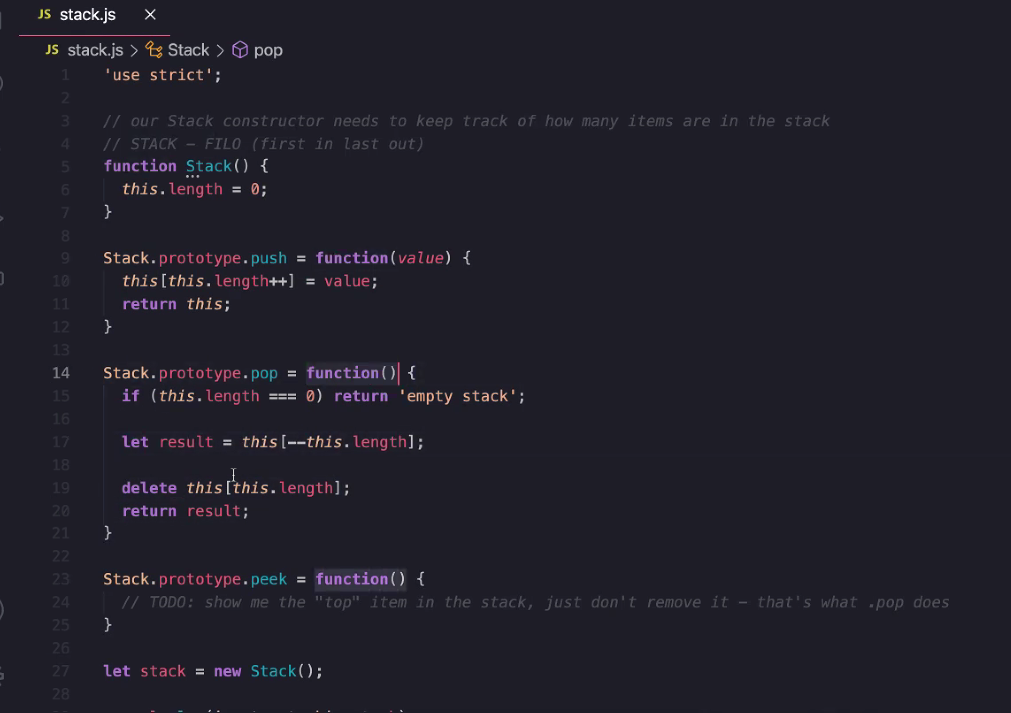 JS stack.js ×
JS stack.js > Stack > pop
1 'use strict';
2
3 // our Stack constructor needs to keep track of how many items are in the stack
4 // STACK – FILO (first in last out)
5 function Stack() {
6 this.length = 0;
7 }
8
9 Stack.prototype.push = function(value) {
10 this[this.length++] = value;
11 return this;
12 }
13
14 Stack.prototype.pop = function() {
15 if (this.length === 0) return 'empty stack';
16
17 let result = this[--this.length];
18
19 delete this[this.length];
20 return result;
21 }
22
23 Stack.prototype.peek = function() {
24 // TODO: show me the "top" item in the stack, just don't remove it – that's what .pop does
25 }
26
27 let stack = new Stack();
28